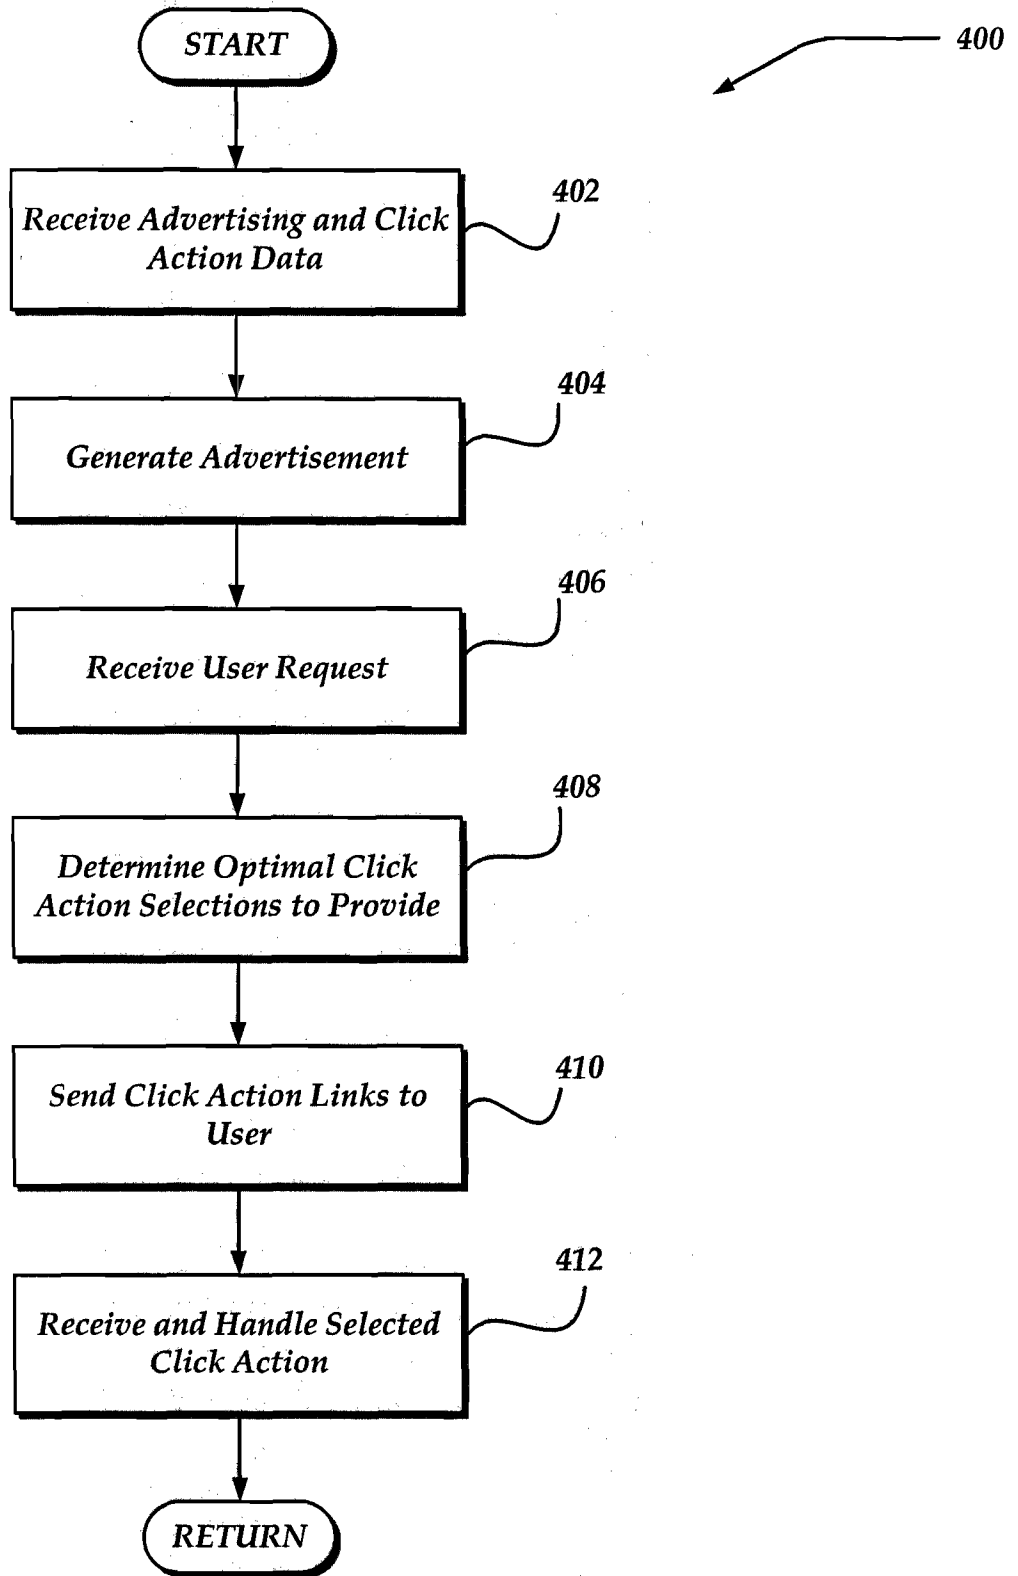 START
400
Receive Advertising and Click
Action Data
402
Generate Advertisement
404
Receive User Request
406
Determine Optimal Click
Action Selections to Provide
408
Send Click Action Links to
User
410
Receive and Handle Selected
Click Action
412
RETURN